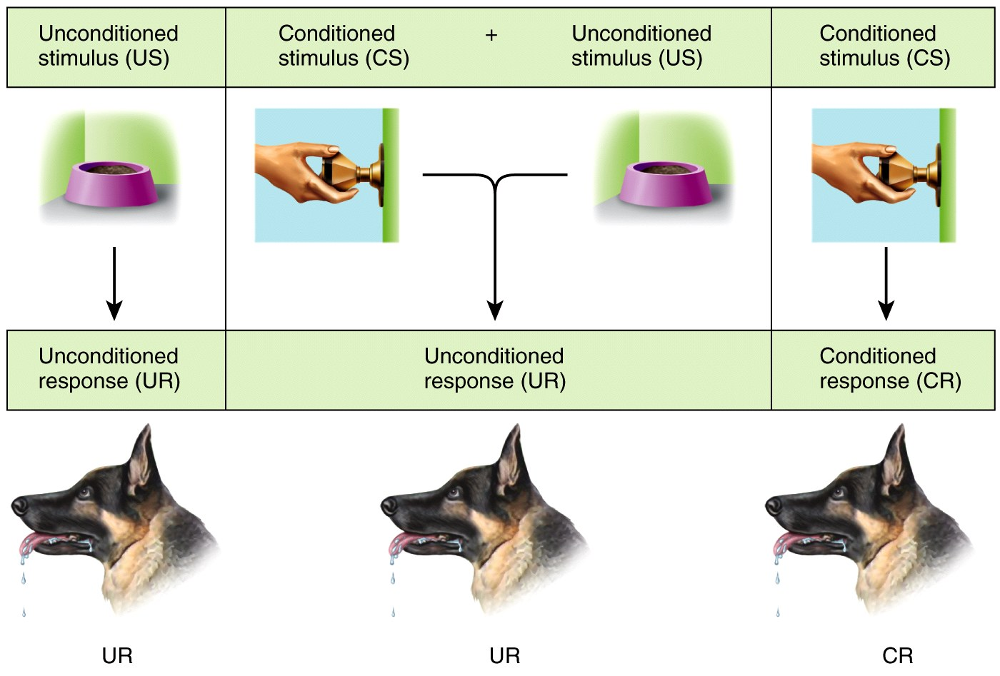 Unconditioned
stimulus (US)
Conditioned
stimulus (CS)
+
Unconditioned
stimulus (US)
Conditioned
stimulus (CS)
Unconditioned
response (UR)
Unconditioned
response (UR)
Conditioned
response (CR)
UR
UR
CR